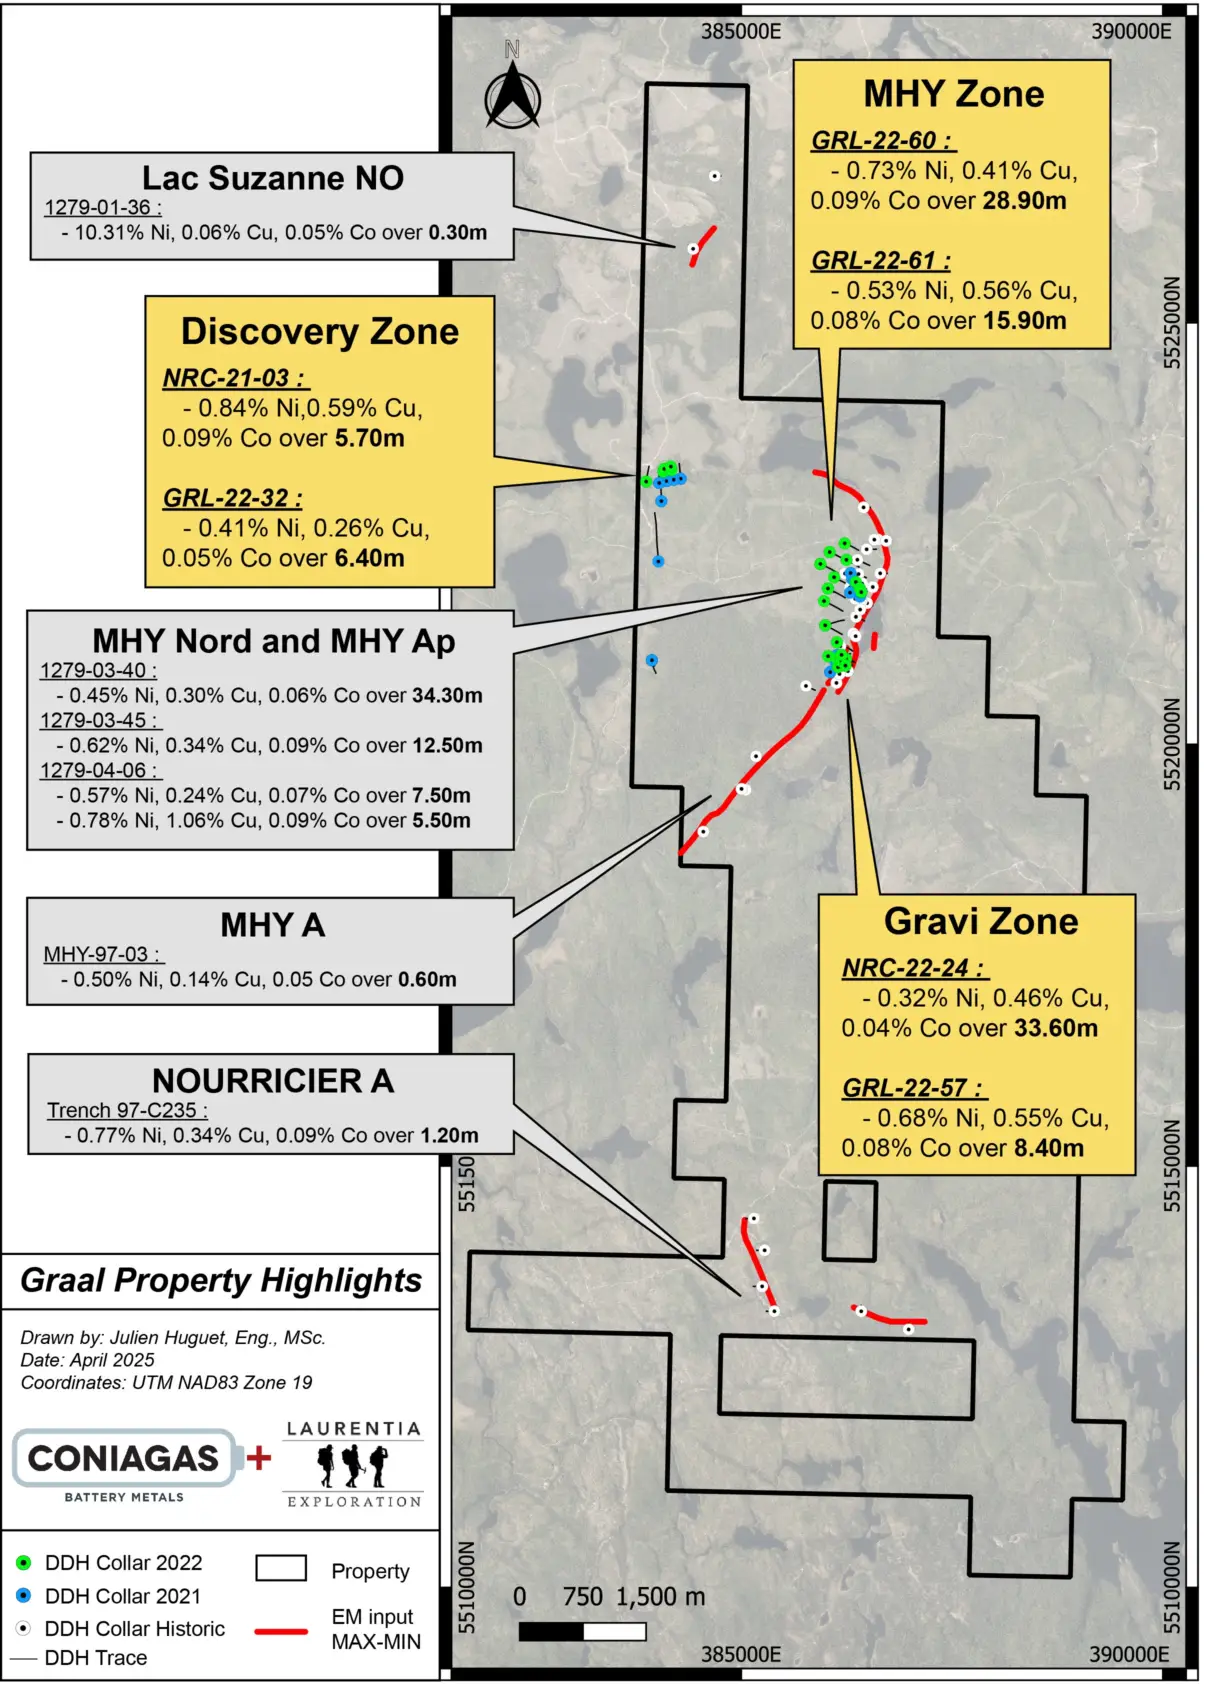 385000E
390000E
N
MHY Zone
GRL-22-60 :
- 0.73% Ni, 0.41% Cu,
0.09% Co over 28.90m
GRL-22-61 :
- 0.53% Ni, 0.56% Cu,
0.08% Co over 15.90m
Lac Suzanne NO
1279-01-36 :
- 10.31% Ni, 0.06% Cu, 0.05% Co over 0.30m
5525000N
Discovery Zone
NRC-21-03 :
- 0.84% Ni,0.59% Cu,
0.09% Co over 5.70m
GRL-22-32 :
- 0.41% Ni, 0.26% Cu,
0.05% Co over 6.40m
MHY Nord and MHY Ap
1279-03-40 :
- 0.45% Ni, 0.30% Cu, 0.06% Co over 34.30m
1279-03-45 :
- 0.62% Ni, 0.34% Cu, 0.09% Co over 12.50m
1279-04-06 :
- 0.57% Ni, 0.24% Cu, 0.07% Co over 7.50m
- 0.78% Ni, 1.06% Cu, 0.09% Co over 5.50m
5520000N
MHY A
MHY-97-03 :
- 0.50% Ni, 0.14% Cu, 0.05 Co over 0.60m
Gravi Zone
NRC-22-24 :
- 0.32% Ni, 0.46% Cu,
0.04% Co over 33.60m
GRL-22-57 :
- 0.68% Ni, 0.55% Cu,
0.08% Co over 8.40m
NOURRICIER A
Trench 97-C235 :
- 0.77% Ni, 0.34% Cu, 0.09% Co over 1.20m
55150
5515000N
Graal Property Highlights
Drawn by: Julien Huguet, Eng., MSc.
Date: April 2025
Coordinates: UTM NAD83 Zone 19
CONIAGAS
BATTERY METALS
+
LAURENTIA
EXPLORATION
DDH Collar 2022
DDH Collar 2021
DDH Collar Historic
DDH Trace
Property
EM input
MAX-MIN
5510000N
0 750 1,500 m
5510000N
385000E
390000E